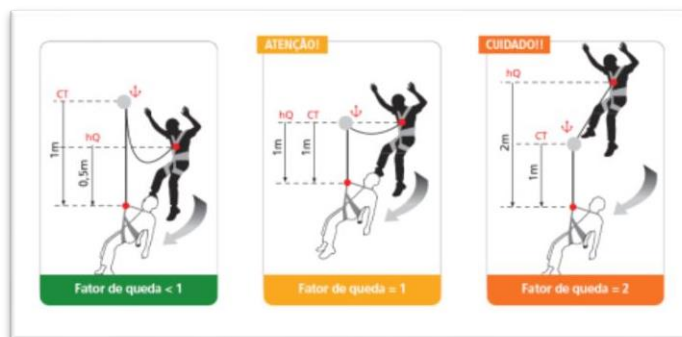 CT
hQ
1m
0,5m
Fator de queda < 1
ATENÇÃO!
hQ CT
1m 1m
Fator de queda = 1
CUIDADO!!
hQ
CT
2m
1m
Fator de queda = 2